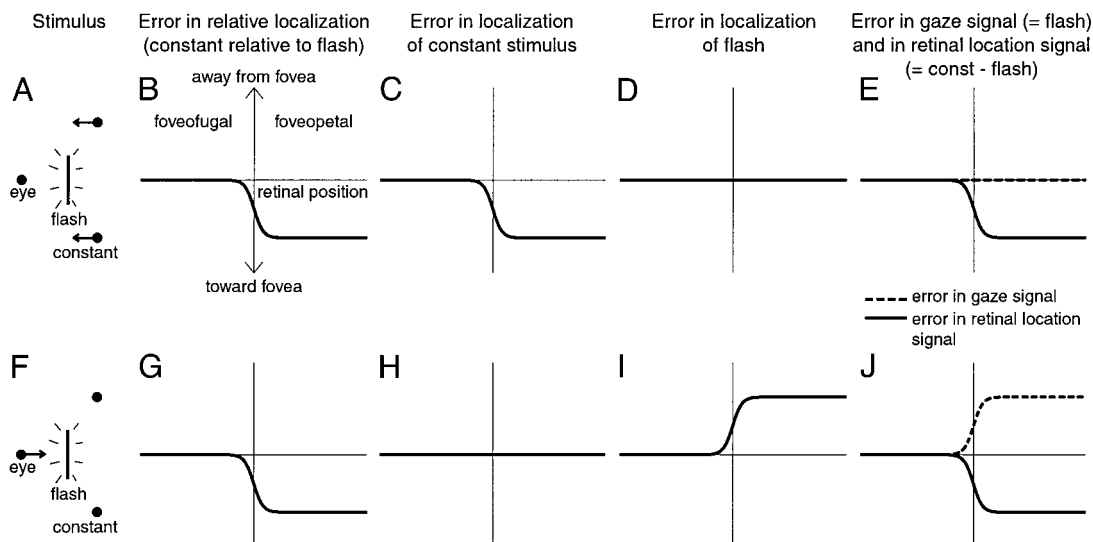 Stimulus
Error in relative localization
(constant relative to flash)
Error in localization
of constant stimulus
Error in localization
of flash
Error in gaze signal (= flash)
and in retinal location signal
(= const - flash)
A
eye
flash
constant
B
away from fovea
foveofugal
foveopetal
retinal position
toward fovea
C
D
E
error in gaze signal
error in retinal location
signal
F
eye
flash
constant
G
H
I
J